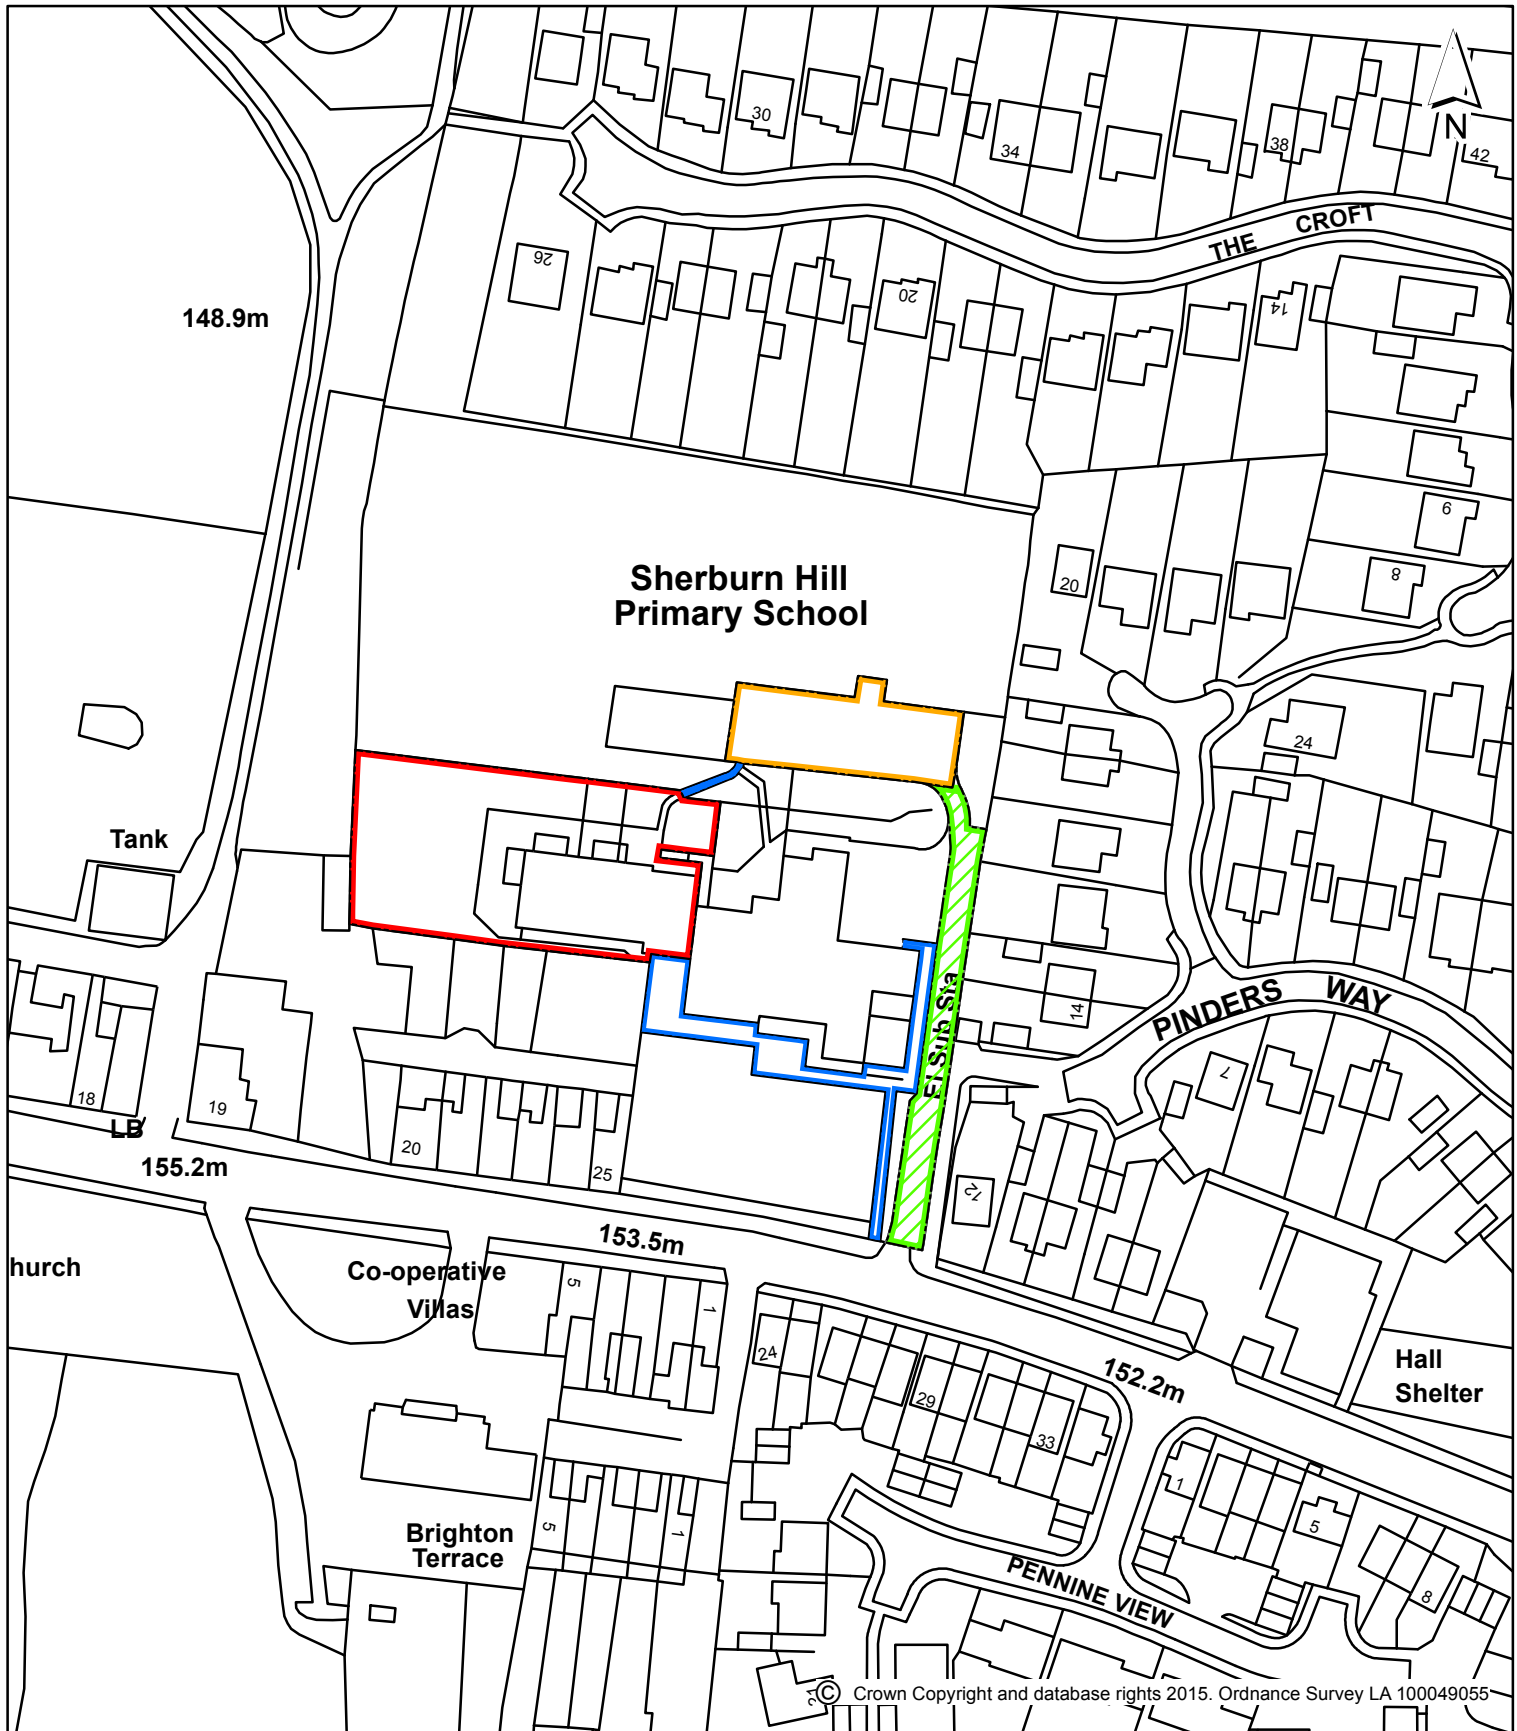 N
30
34
38
42
THE CROFT
26
20
14
148.9m
6
8
Sherburn Hill
Primary School
20
24
Tank
El Sub Sta
14
PINDERS WAY
7
18
LB
19
20
25
155.2m
72
153.5m
hurch
Co-operative
Villas
5
1
24
29
33
152.2m
Hall
Shelter
1
5
8
Brighton
Terrace
5
1
PENNINE VIEW
© Crown Copyright and database rights 2015. Ordnance Survey LA 100049055